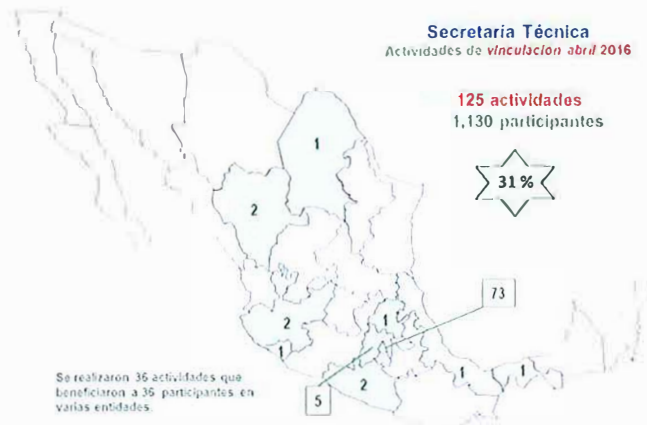 Secretaría Técnica
Actividades de vinculacion abril 2016
125 actividades
1,130 participantes
31%
1
2
73
2
1
1
5
2
1
1
Se realizaron 36 actividades que
beneficiaron a 36 participantes en
varias entidades.